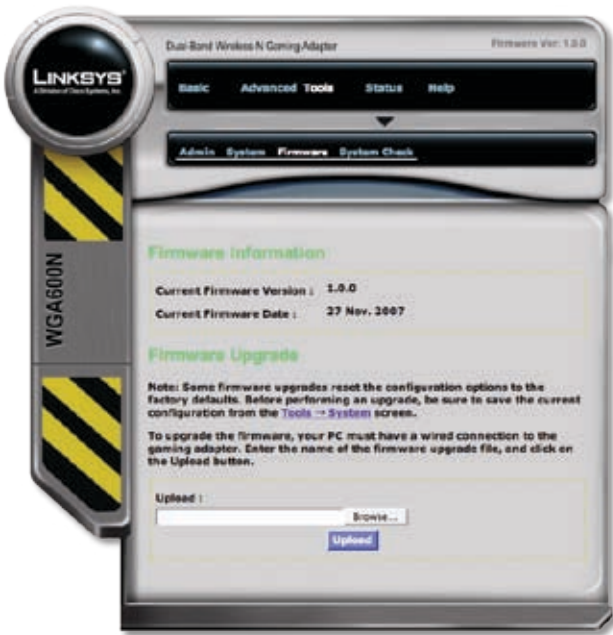 LINKSYS®
A Division of Cisco Systems, Inc.
Dual-Band Wireless N Gaming Adapter
Firmware Ver: 1.0.0
Basic Advanced Tools Status Help
Admin System Firmware System Check
WGA600N
Firmware Information
Current Firmware Version : 1.0.0
Current Firmware Date : 27 Nov. 2007
Firmware Upgrade
Note: Some firmware upgrades reset the configuration options to the
factory defaults. Before performing an upgrade, be sure to save the current
configuration from the Tools → System screen.
To upgrade the firmware, your PC must have a wired connection to the
gaming adapter. Enter the name of the firmware upgrade file, and click on
the Upload button.
Upload :
Browse...
Upload